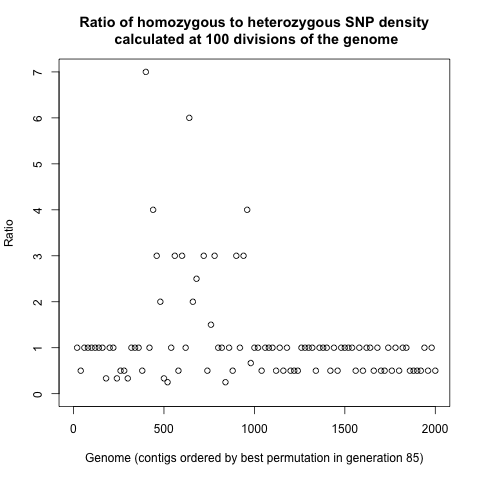 Ratio of homozygous to heterozygous SNP density
calculated at 100 divisions of the genome
7
6
5
4
3
2
1
0
Ratio
0 500 1000 1500 2000
Genome (contigs ordered by best permutation in generation 85)